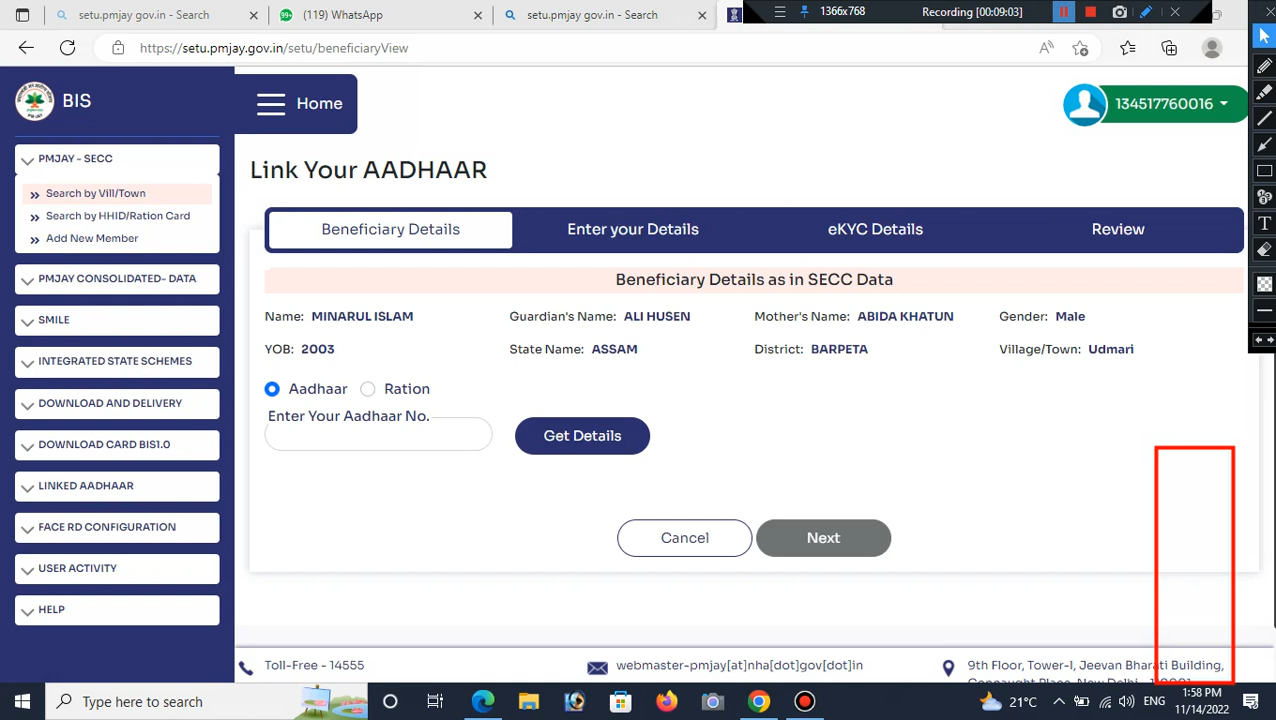 setu.pmjay gov.in - Search
(119) WhatsApp
setu.pmjay gov.in - Search
1366x768
Recording [00:09:03]
99+
https://setu.pmjay.gov.in/setu/beneficiaryView
BIS
Home
134517760016
PMJAY - SECC
Search by Vill/Town
Search by HHID/Ration Card
Add New Member
PMJAY CONSOLIDATED- DATA
SMILE
INTEGRATED STATE SCHEMES
DOWNLOAD AND DELIVERY
DOWNLOAD CARD BIS1.0
LINKED AADHAAR
FACE RD CONFIGURATION
USER ACTIVITY
HELP
Link Your AADHAAR
Beneficiary Details
Enter your Details
eKYC Details
Review
Beneficiary Details as in SECC Data
Name: MINARUL ISLAM
Guardian's Name: ALI HUSEN
Mother's Name: ABIDA KHATUN
Gender: Male
YOB: 2003
State Name: ASSAM
District: BARPETA
Village/Town: Udmari
Aadhaar
Ration
Enter Your Aadhaar No.
Get Details
Cancel
Next
Toll-Free - 14555
webmaster-pmjay[at]nha[dot]gov[dot]in
9th Floor, Tower-I, Jeevan Bharati Building,
Connaught Place, New Delhi - 110001
Type here to search
21°C
ENG
1:58 PM
11/14/2022